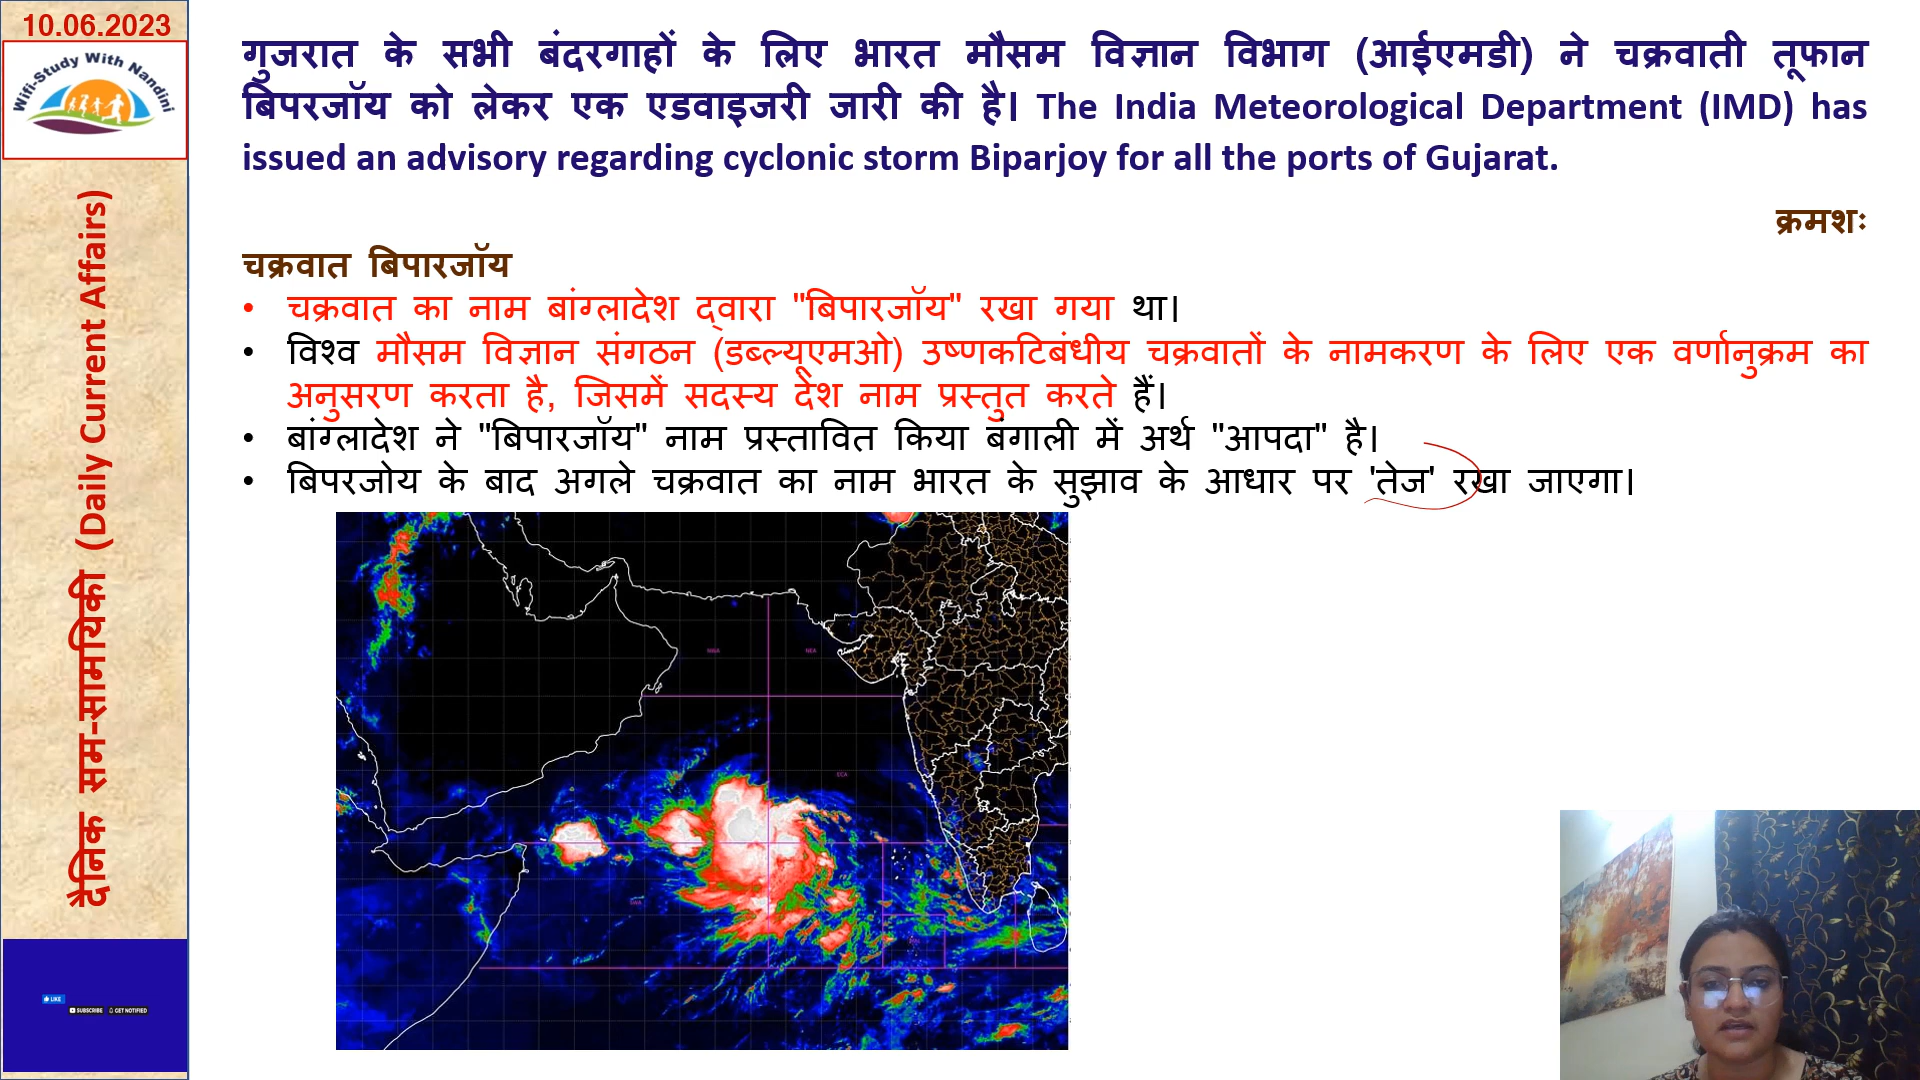 10.06.2023
Wifi-Study With Nandini
दैनिक सम-सामयिकी (Daily Current Affairs)
LIKE
SUBSCRIBE GET NOTIFIED
गुजरात के सभी बंदरगाहों के लिए भारत मौसम विज्ञान विभाग (आईएमडी) ने चक्रवाती तूफान
बिपरजॉय को लेकर एक एडवाइजरी जारी की है। The India Meteorological Department (IMD) has
issued an advisory regarding cyclonic storm Biparjoy for all the ports of Gujarat.
क्रमशः
चक्रवात बिपारजॉय
• चक्रवात का नाम बांग्लादेश द्वारा "बिपारजॉय" रखा गया था।
• विश्व मौसम विज्ञान संगठन (डब्ल्यूएमओ) उष्णकटिबंधीय चक्रवातों के नामकरण के लिए एक वर्णानुक्रम का
अनुसरण करता है, जिसमें सदस्य देश नाम प्रस्तुत करते हैं।
• बांग्लादेश ने "बिपारजॉय" नाम प्रस्तावित किया बंगाली में अर्थ "आपदा" है।
• बिपरजोय के बाद अगले चक्रवात का नाम भारत के सुझाव के आधार पर 'तेज' रखा जाएगा।